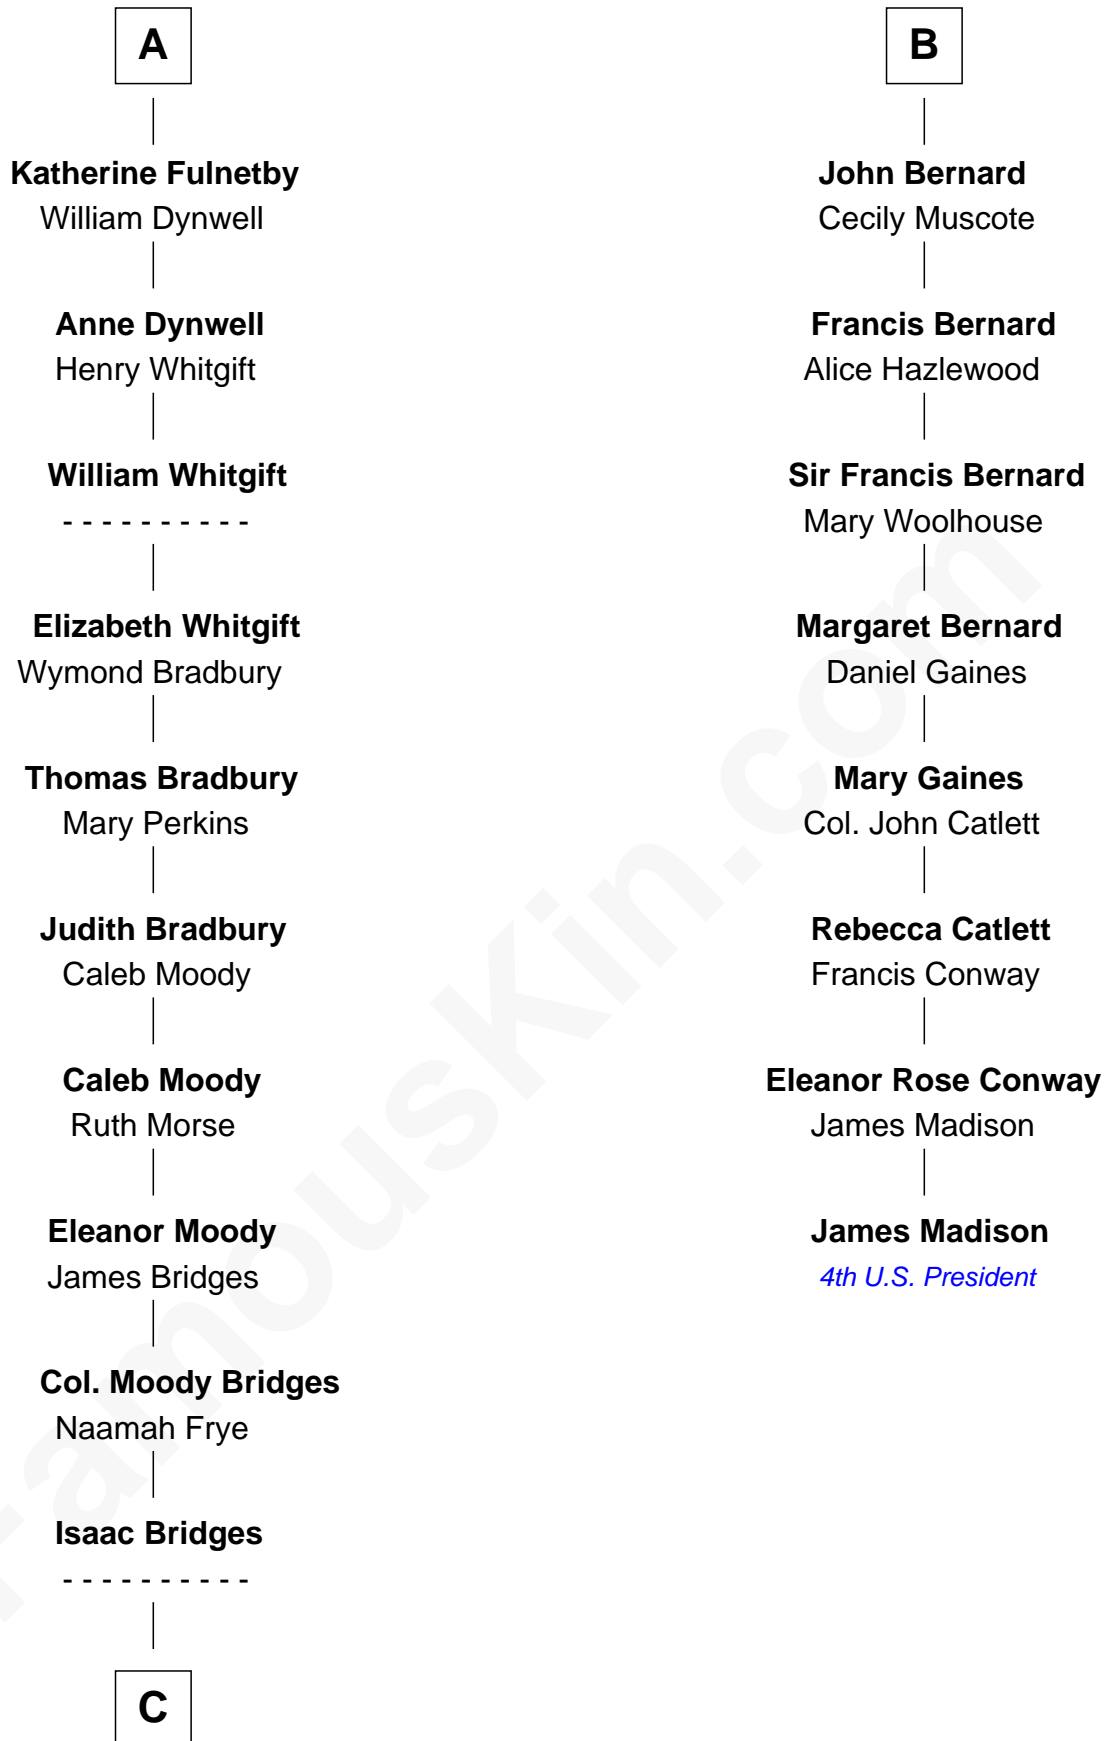 A
Katherine Fulnetby
William Dynwell
Anne Dynwell
Henry Whitgift
William Whitgift
- - - - - - - - - -
Elizabeth Whitgift
Wymond Bradbury
Thomas Bradbury
Mary Perkins
Judith Bradbury
Caleb Moody
Caleb Moody
Ruth Morse
Eleanor Moody
James Bridges
Col. Moody Bridges
Naamah Frye
Isaac Bridges
- - - - - - - - - -
C
B
John Bernard
Cecily Muscote
Francis Bernard
Alice Hazlewood
Sir Francis Bernard
Mary Woolhouse
Margaret Bernard
Daniel Gaines
Mary Gaines
Col. John Catlett
Rebecca Catlett
Francis Conway
Eleanor Rose Conway
James Madison
James Madison
4th U.S. President
FamousKin.com